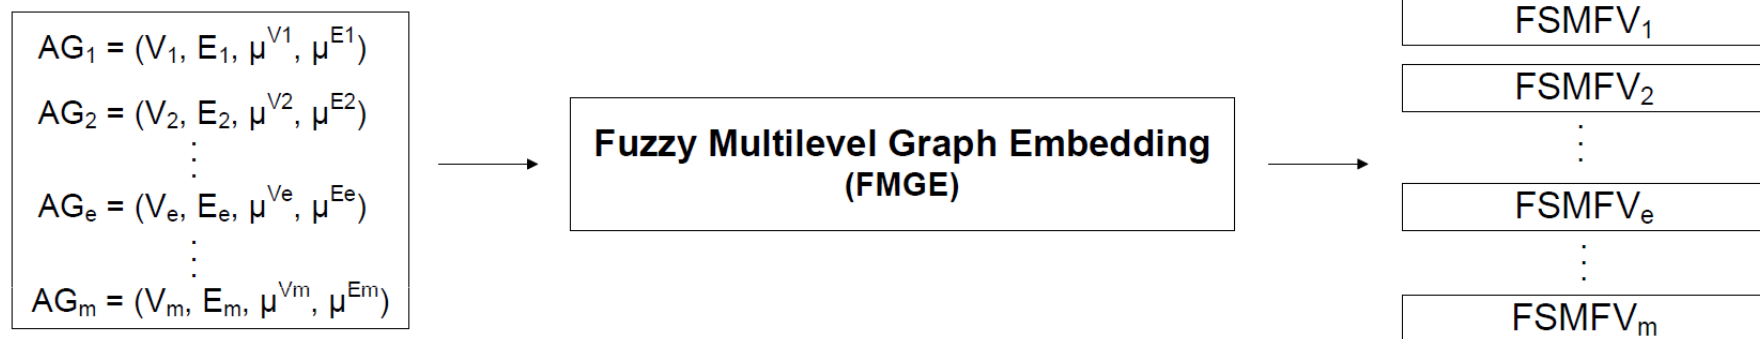 AG₁ = (V₁, E₁, μⱽ¹, μᴱ¹)
AG₂ = (V₂, E₂, μⱽ², μᴱ²)
⋮
AGₑ = (Vₑ, Eₑ, μⱽᵉ, μᴱᵉ)
⋮
AGₘ = (Vₘ, Eₘ, μⱽᵐ, μᴱᵐ)
Fuzzy Multilevel Graph Embedding
(FMGE)
FSMFV₁
FSMFV₂
⋮
FSMFVₑ
⋮
FSMFVₘ